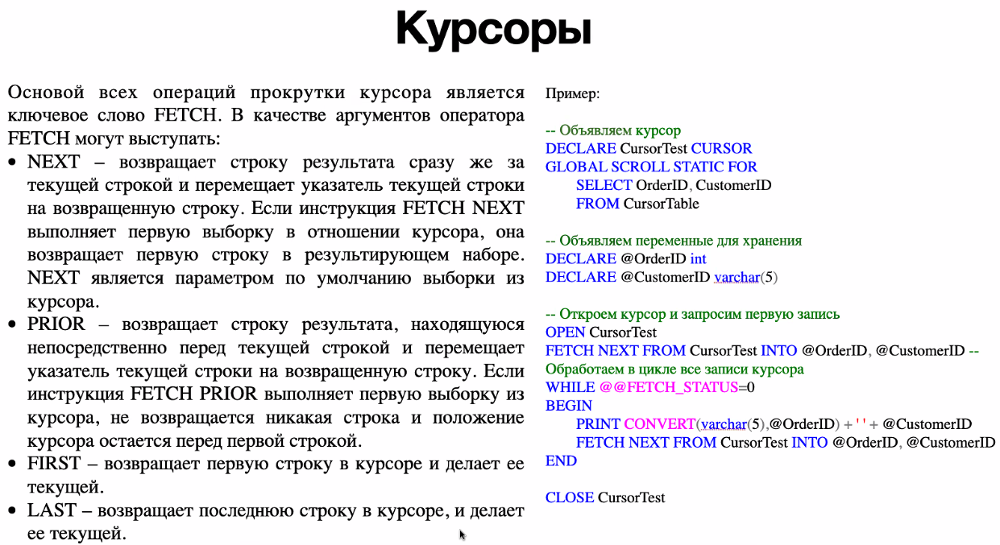 Курсоры
Основой всех операций прокрутки курсора является
ключевое слово FETCH. В качестве аргументов оператора
FETCH могут выступать:
• NEXT – возвращает строку результата сразу же за
текущей строкой и перемещает указатель текущей строки
на возвращенную строку. Если инструкция FETCH NEXT
выполняет первую выборку в отношении курсора, она
возвращает первую строку в результирующем наборе.
NEXT является параметром по умолчанию выборки из
курсора.
• PRIOR – возвращает строку результата, находящуюся
непосредственно перед текущей строкой и перемещает
указатель текущей строки на возвращенную строку. Если
инструкция FETCH PRIOR выполняет первую выборку из
курсора, не возвращается никакая строка и положение
курсора остается перед первой строкой.
• FIRST – возвращает первую строку в курсоре и делает ее
текущей.
• LAST – возвращает последнюю строку в курсоре, и делает
ее текущей.
Пример:
-- Объявляем курсор
DECLARE CursorTest CURSOR
GLOBAL SCROLL STATIC FOR
SELECT OrderID, CustomerID
FROM CursorTable
-- Объявляем переменные для хранения
DECLARE @OrderID int
DECLARE @CustomerID varchar(5)
-- Откроем курсор и запросим первую запись
OPEN CursorTest
FETCH NEXT FROM CursorTest INTO @OrderID, @CustomerID --
Обработаем в цикле все записи курсора
WHILE @@FETCH_STATUS=0
BEGIN
PRINT CONVERT(varchar(5),@OrderID) + ' ' + @CustomerID
FETCH NEXT FROM CursorTest INTO @OrderID, @CustomerID
END
CLOSE CursorTest